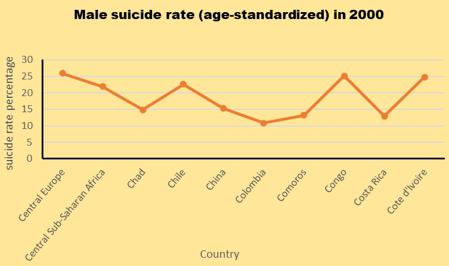 Male suicide rate (age-standardized) in 2000
suicide rate percentage
30
25
20
15
10
5
0
Central Europe
Central Sub-Saharan Africa
Chad
Chile
China
Colombia
Comoros
Congo
Costa Rica
Cote d'Ivoire
Country